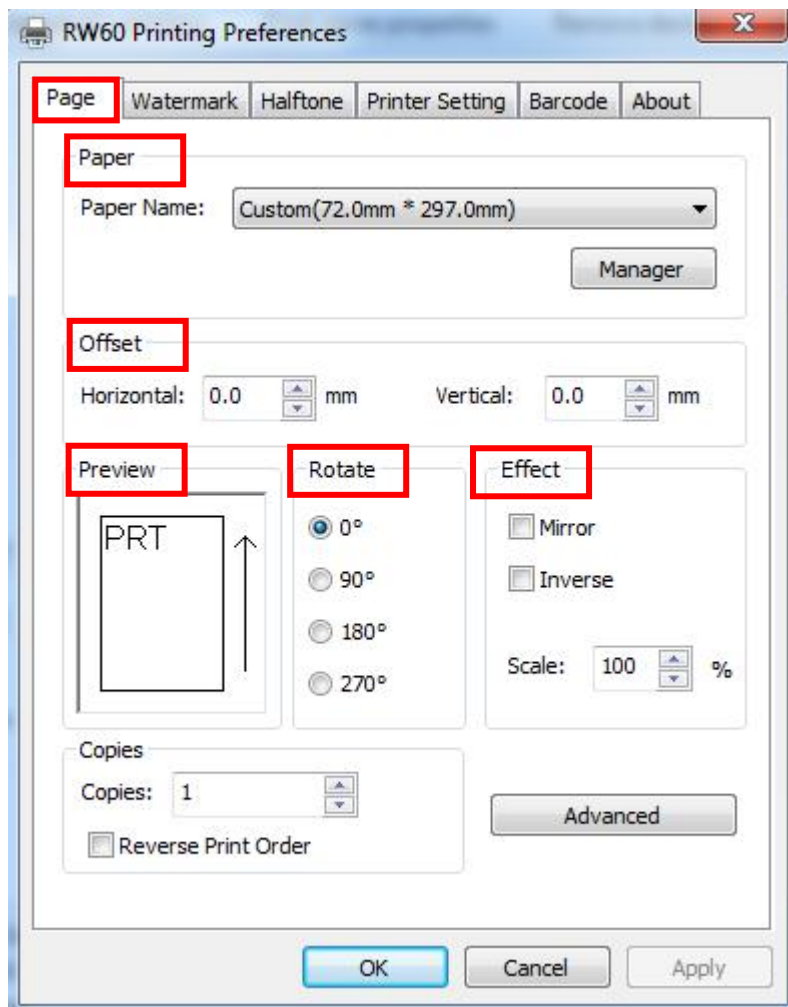 RW60 Printing Preferences
Page Watermark Halftone Printer Setting Barcode About
Paper
Paper Name: Custom(72.0mm * 297.0mm)
Manager
Offset
Horizontal: 0.0 mm Vertical: 0.0 mm
Preview Rotate Effect
PRT
0° Mirror
90° Inverse
180°
Scale: 100 %
270°
Copies
Copies: 1
Advanced
Reverse Print Order
OK Cancel Apply